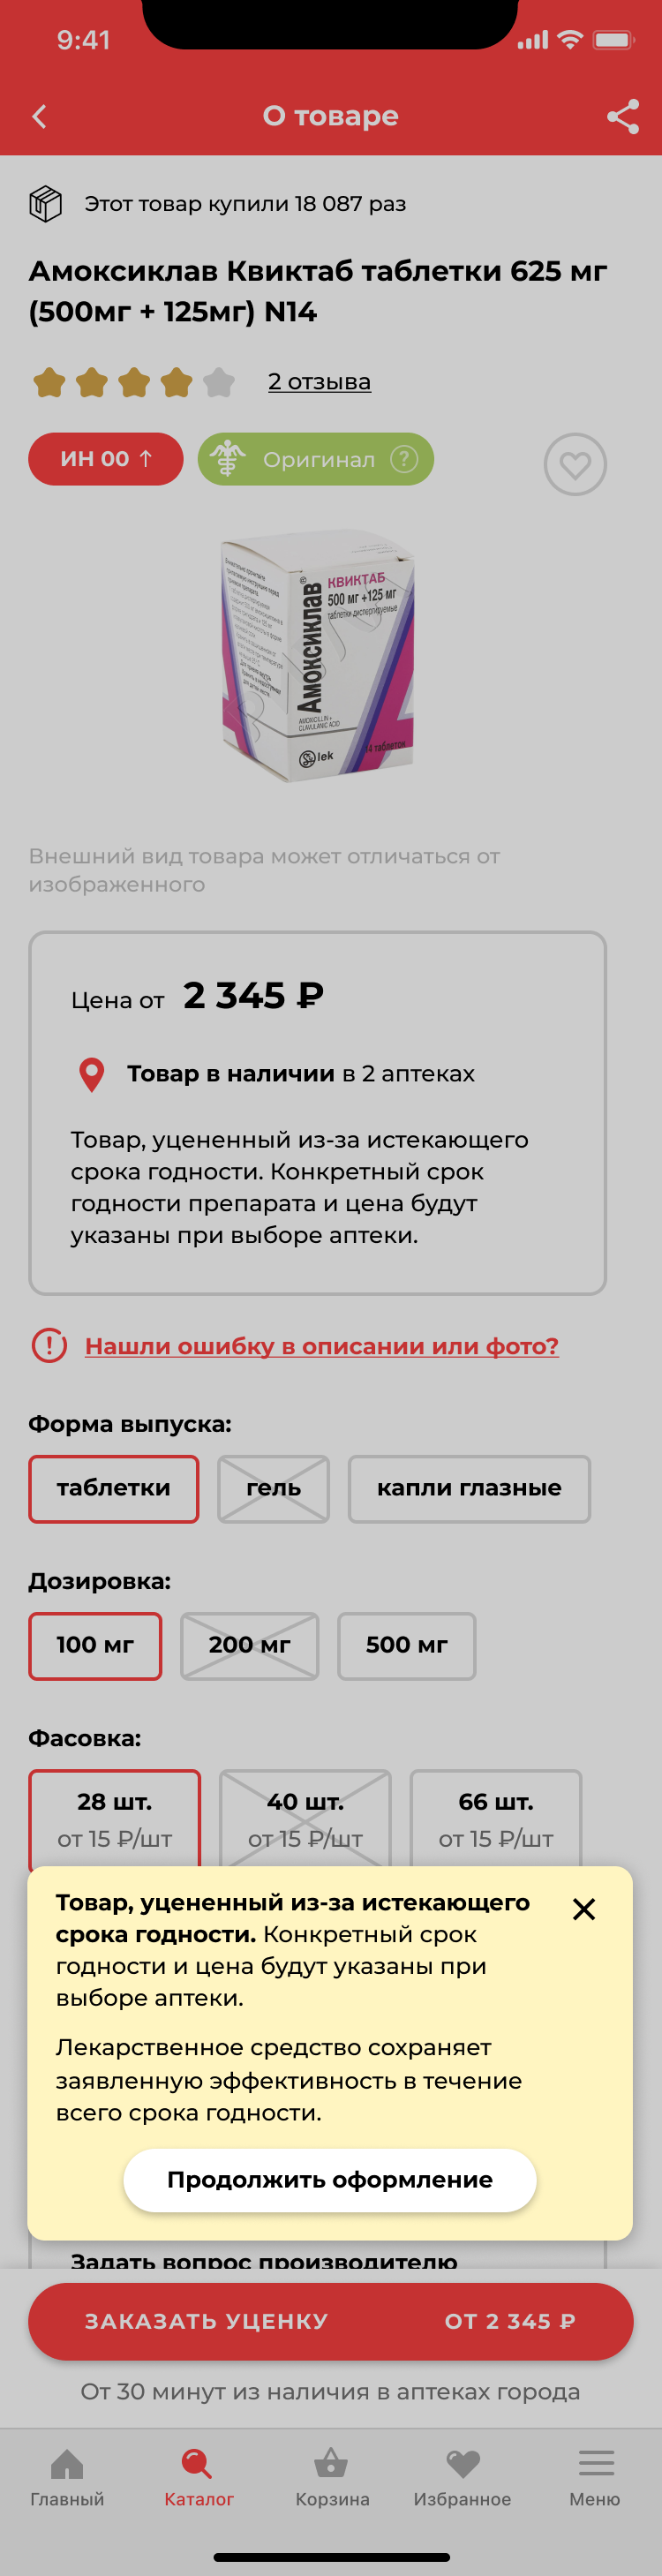 9:41
О товаре
Этот товар купили 18 087 раз
Амоксиклав Квиктаб таблетки 625 мг
(500мг + 125мг) N14
2 отзыва
ИН 00 ↑
Оригинал ?
КВИКТАБ
500 мг +125 мг
таблетки диспергируемые
Амоксиклав®
AMOXICILLIN +
CLAVULANIC ACID
lek
14 таблеток
Внешний вид товара может отличаться от
изображенного
Цена от 2 345 ₽
Товар в наличии в 2 аптеках
Товар, уцененный из-за истекающего
срока годности. Конкретный срок
годности препарата и цена будут
указаны при выборе аптеки.
Нашли ошибку в описании или фото?
Форма выпуска:
таблетки гель капли глазные
Дозировка:
100 мг 200 мг 500 мг
Фасовка:
28 шт. 40 шт. 66 шт.
от 15 ₽/шт от 15 ₽/шт от 15 ₽/шт
Товар, уцененный из-за истекающего
срока годности. Конкретный срок
годности и цена будут указаны при
выборе аптеки.
Лекарственное средство сохраняет
заявленную эффективность в течение
всего срока годности.
Продолжить оформление
Задать вопрос производителю
ЗАКАЗАТЬ УЦЕНКУ ОТ 2 345 ₽
От 30 минут из наличия в аптеках города
Главный Каталог Корзина Избранное Меню